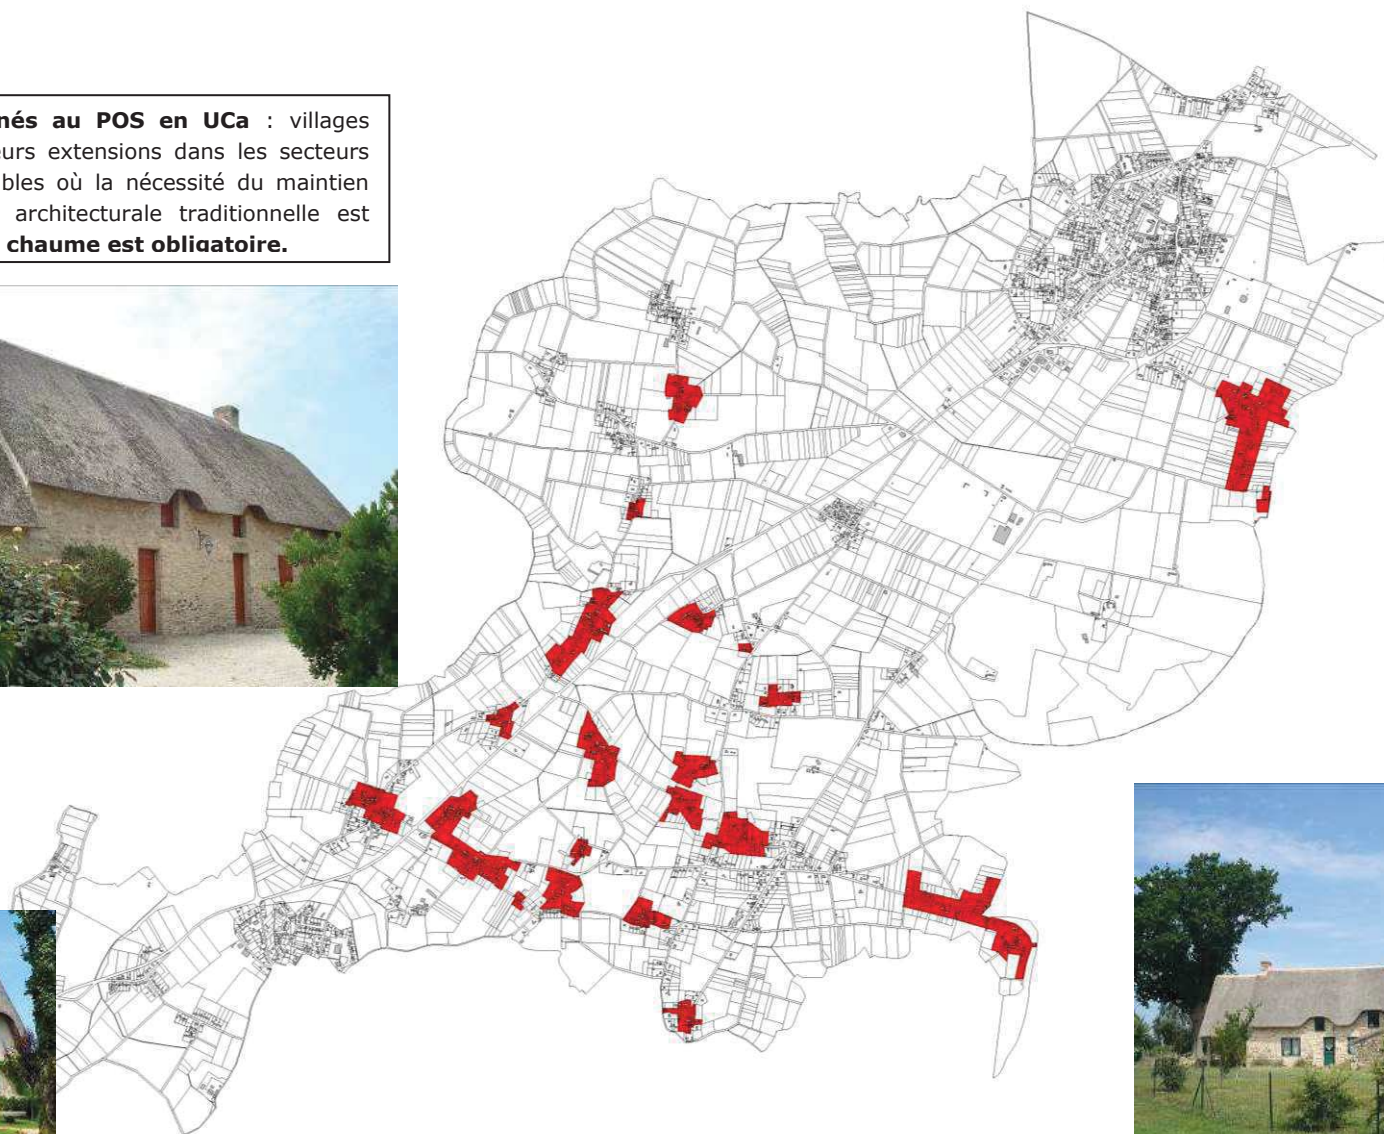 nés au POS en UCa : villages
eurs extensions dans les secteurs
bles où la nécessité du maintien
architecturale traditionnelle est
chaume est obligatoire.